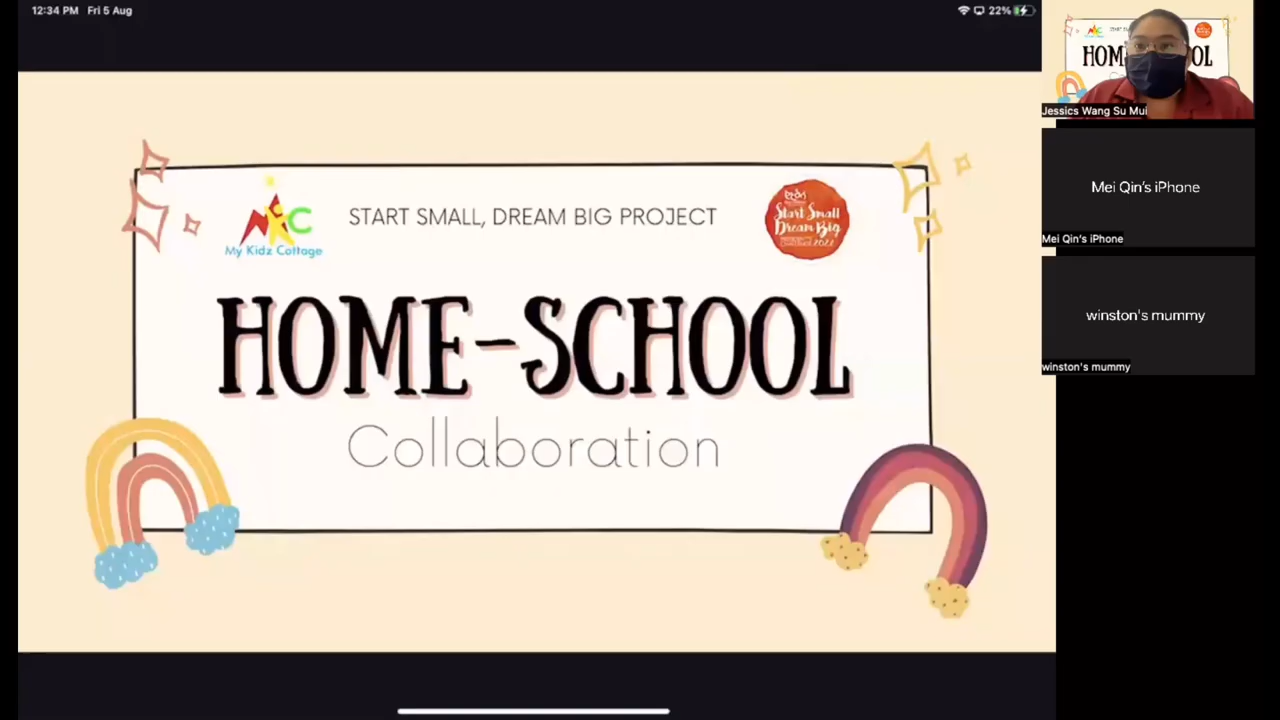 12:34 PM Fri 5 Aug
22%
My Kidz Cottage
START SMALL, DREAM BIG PROJECT
Start Small
Dream Big
2022
HOME-SCHOOL
Collaboration
Jessics Wang Su Mui
Mei Qin's iPhone
Mei Qin's iPhone
winston's mummy
winston's mummy